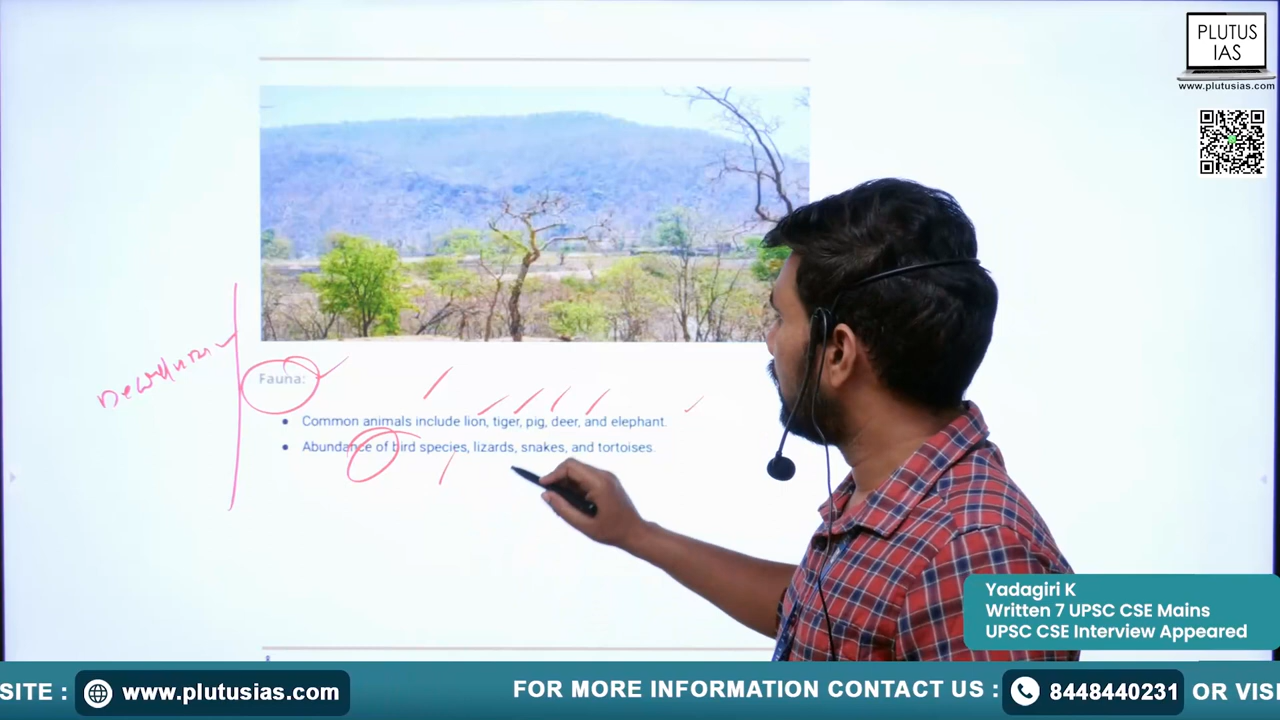 PLUTUS
IAS
www.plutusias.com
Fauna:
Common animals include lion, tiger, pig, deer, and elephant.
Abundance of bird species, lizards, snakes, and tortoises.
Yadagiri K
Written 7 UPSC CSE Mains
UPSC CSE Interview Appeared
SITE : www.plutusias.com FOR MORE INFORMATION CONTACT US : 8448440231 OR VISI